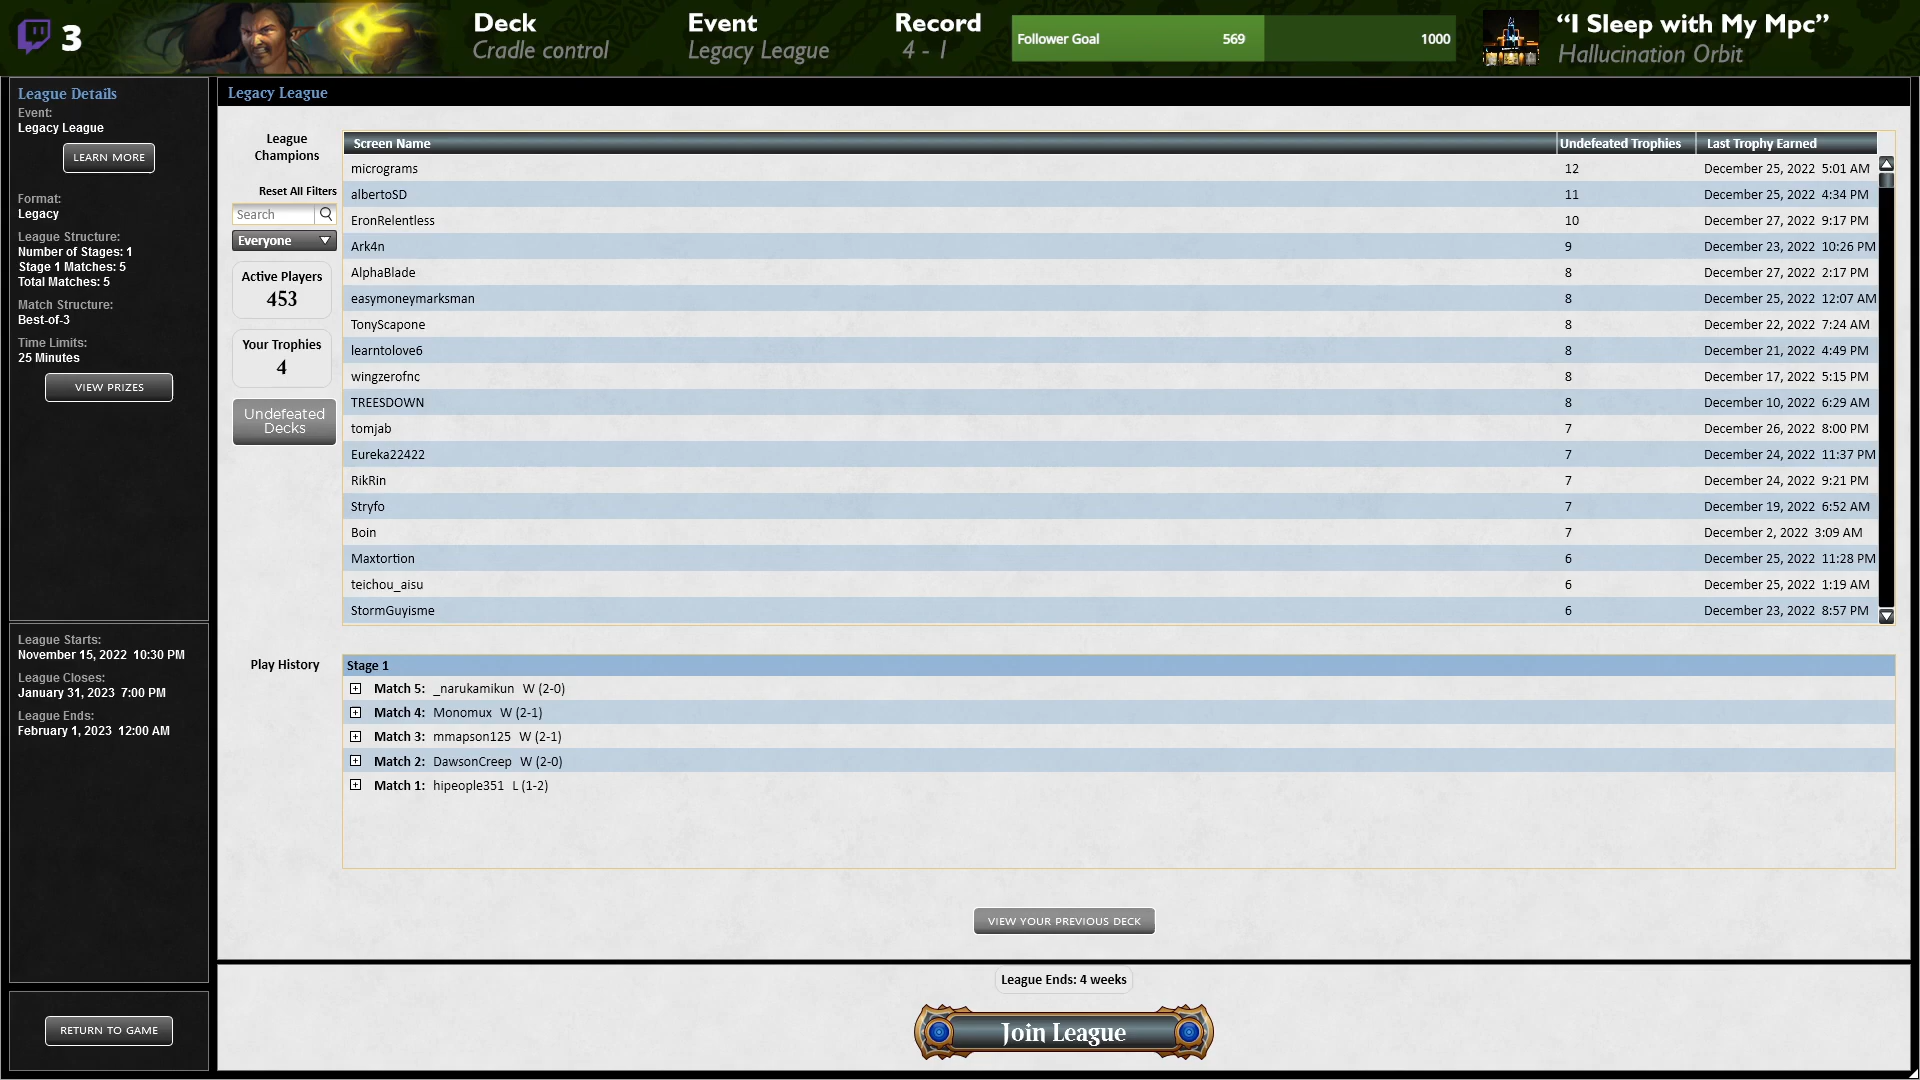 3
Deck
Cradle control
Event
Legacy League
Record
4 - 1
Follower Goal 569 1000
“I Sleep with My Mpc”
Hallucination Orbit
League Details
Event:
Legacy League
LEARN MORE
Format:
Legacy
League Structure:
Number of Stages: 1
Stage 1 Matches: 5
Total Matches: 5
Match Structure:
Best-of-3
Time Limits:
25 Minutes
VIEW PRIZES
League Starts:
November 15, 2022 10:30 PM
League Closes:
January 31, 2023 7:00 PM
League Ends:
February 1, 2023 12:00 AM
RETURN TO GAME
Legacy League
League
Champions
Reset All Filters
Search
Everyone
Active Players
453
Your Trophies
4
Undefeated
Decks
Screen Name Undefeated Trophies Last Trophy Earned
micrograms 12 December 25, 2022 5:01 AM
albertoSD 11 December 25, 2022 4:34 PM
EronRelentless 10 December 27, 2022 9:17 PM
Ark4n 9 December 23, 2022 10:26 PM
AlphaBlade 8 December 27, 2022 2:17 PM
easymoneymarksman 8 December 25, 2022 12:07 AM
TonyScapone 8 December 22, 2022 7:24 AM
learntolove6 8 December 21, 2022 4:49 PM
wingzerofnc 8 December 17, 2022 5:15 PM
TREESDOWN 8 December 10, 2022 6:29 AM
tomjab 7 December 26, 2022 8:00 PM
Eureka22422 7 December 24, 2022 11:37 PM
RikRin 7 December 24, 2022 9:21 PM
Stryfo 7 December 19, 2022 6:52 AM
Boin 7 December 2, 2022 3:09 AM
Maxtortion 6 December 25, 2022 11:28 PM
teichou_aisu 6 December 25, 2022 1:19 AM
StormGuyisme 6 December 23, 2022 8:57 PM
Play History
Stage 1
Match 5: _narukamikun W (2-0)
Match 4: Monomux W (2-1)
Match 3: mmapson125 W (2-1)
Match 2: DawsonCreep W (2-0)
Match 1: hipeople351 L (1-2)
VIEW YOUR PREVIOUS DECK
League Ends: 4 weeks
Join League